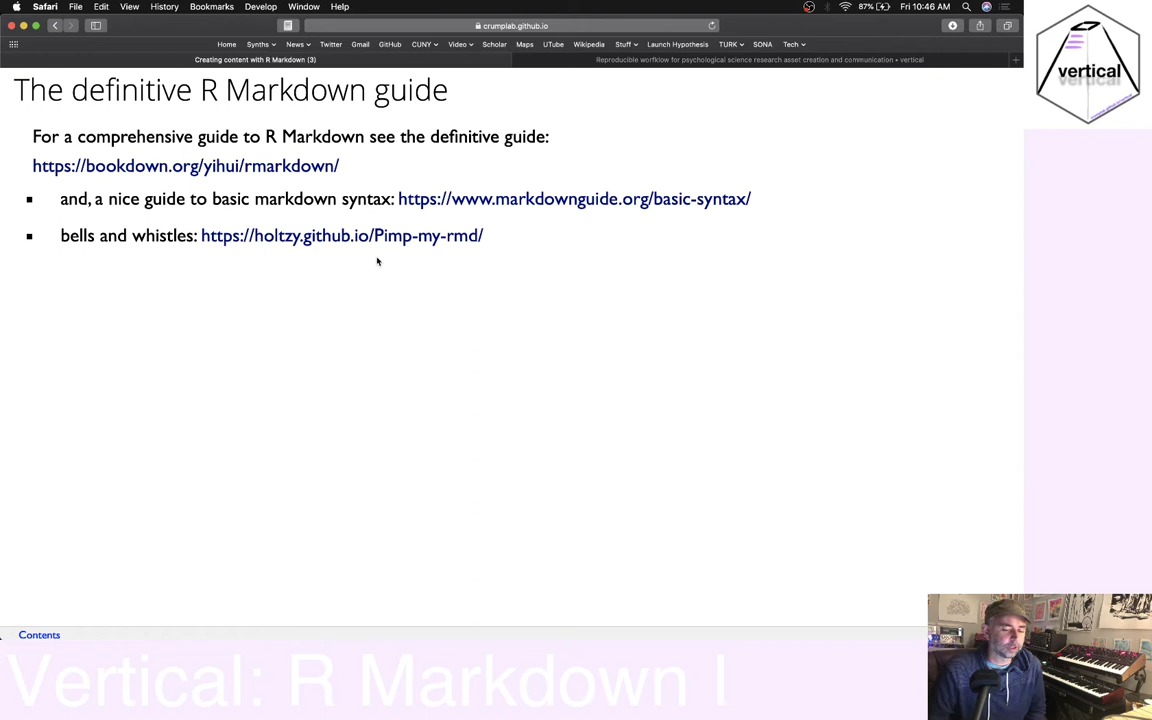 Safari File Edit View History Bookmarks Develop Window Help 87% Fri 10:46 AM
crumplab.github.io
Home Synths News Twitter Gmail GitHub CUNY Video Scholar Maps UTube Wikipedia Stuff Launch Hypothesis TURK SONA Tech
Creating content with R Markdown (3) Reproducible worfklow for psychological science research asset creation and communication • vertical
The definitive R Markdown guide
For a comprehensive guide to R Markdown see the definitive guide:
https://bookdown.org/yihui/rmarkdown/
▪ and, a nice guide to basic markdown syntax: https://www.markdownguide.org/basic-syntax/
▪ bells and whistles: https://holtzy.github.io/Pimp-my-rmd/
Contents
Vertical: R Markdown I
vertical